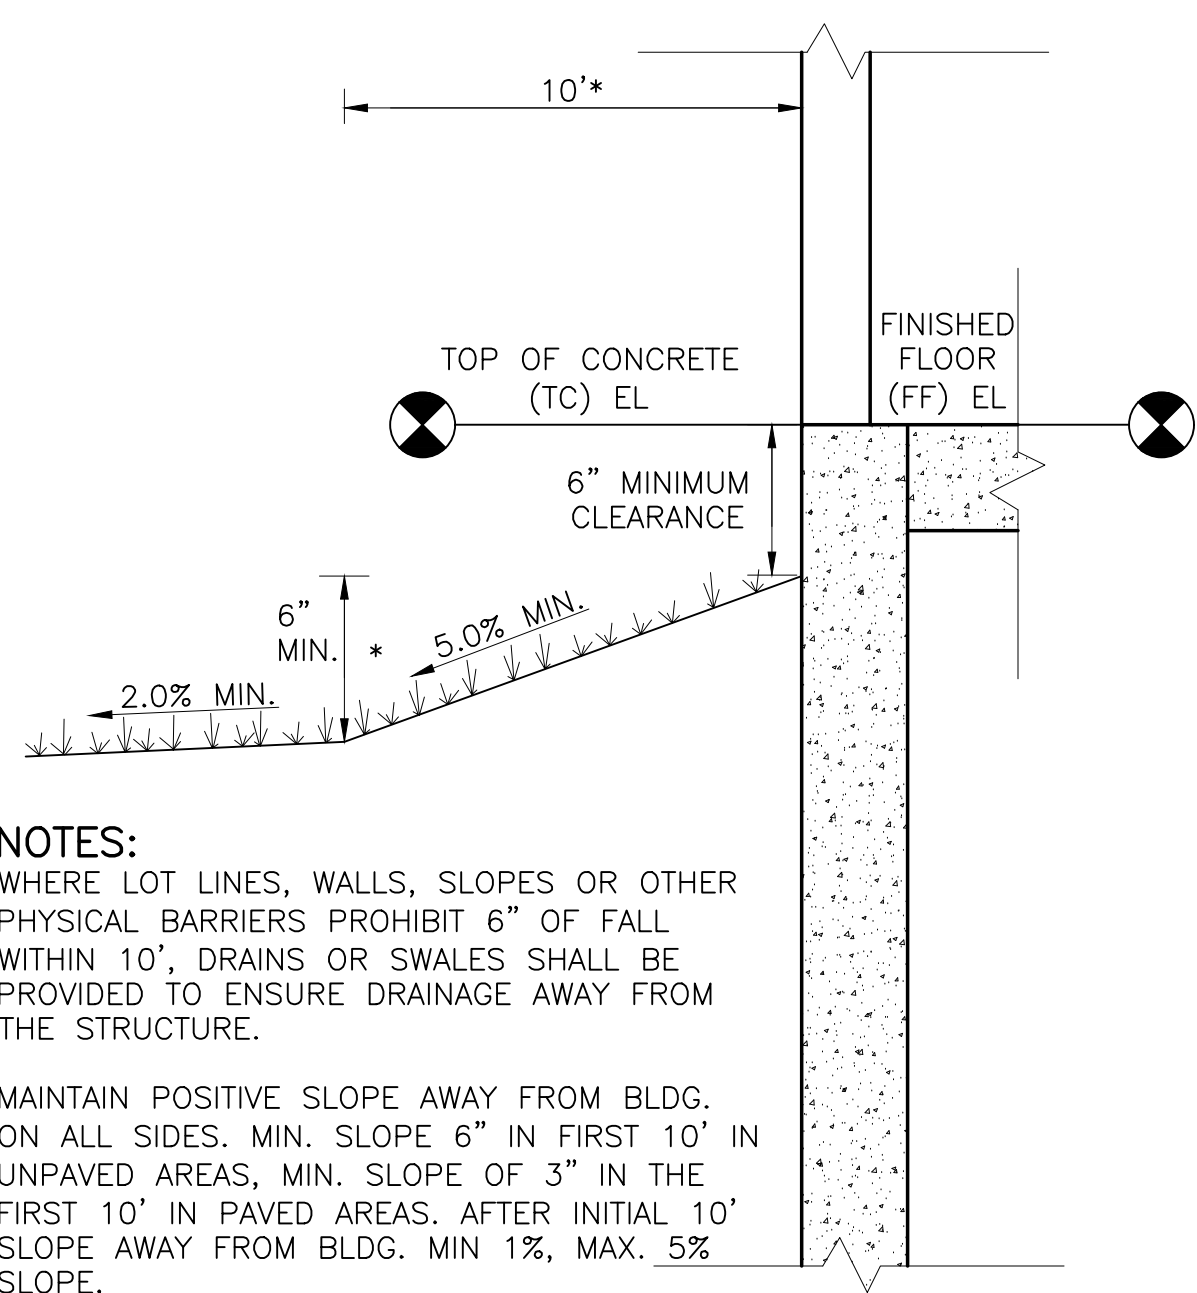 10'*
FINISHED
FLOOR
(FF) EL
TOP OF CONCRETE
(TC) EL
6” MINIMUM
CLEARANCE
6”
MIN. *
5.0% MIN.
2.0% MIN.
NOTES:
WHERE LOT LINES, WALLS, SLOPES OR OTHER
PHYSICAL BARRIERS PROHIBIT 6” OF FALL
WITHIN 10', DRAINS OR SWALES SHALL BE
PROVIDED TO ENSURE DRAINAGE AWAY FROM
THE STRUCTURE.
MAINTAIN POSITIVE SLOPE AWAY FROM BLDG.
ON ALL SIDES. MIN. SLOPE 6” IN FIRST 10' IN
UNPAVED AREAS, MIN. SLOPE OF 3” IN THE
FIRST 10' IN PAVED AREAS. AFTER INITIAL 10'
SLOPE AWAY FROM BLDG. MIN 1%, MAX. 5%
SLOPE.